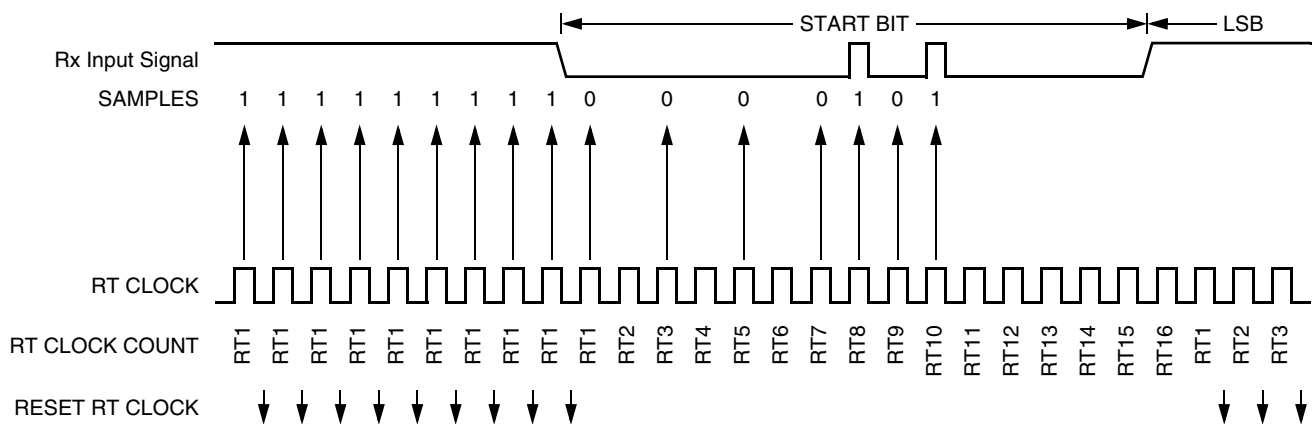 START BIT
LSB
Rx Input Signal
SAMPLES 1 1 1 1 1 1 1 1 1 0 0 0 0 1 0 1
RT CLOCK
RT CLOCK COUNT RT1 RT1 RT1 RT1 RT1 RT1 RT1 RT1 RT1 RT1 RT2 RT3 RT4 RT5 RT6 RT7 RT8 RT9 RT10 RT11 RT12 RT13 RT14 RT15 RT16 RT1 RT2 RT3
RESET RT CLOCK